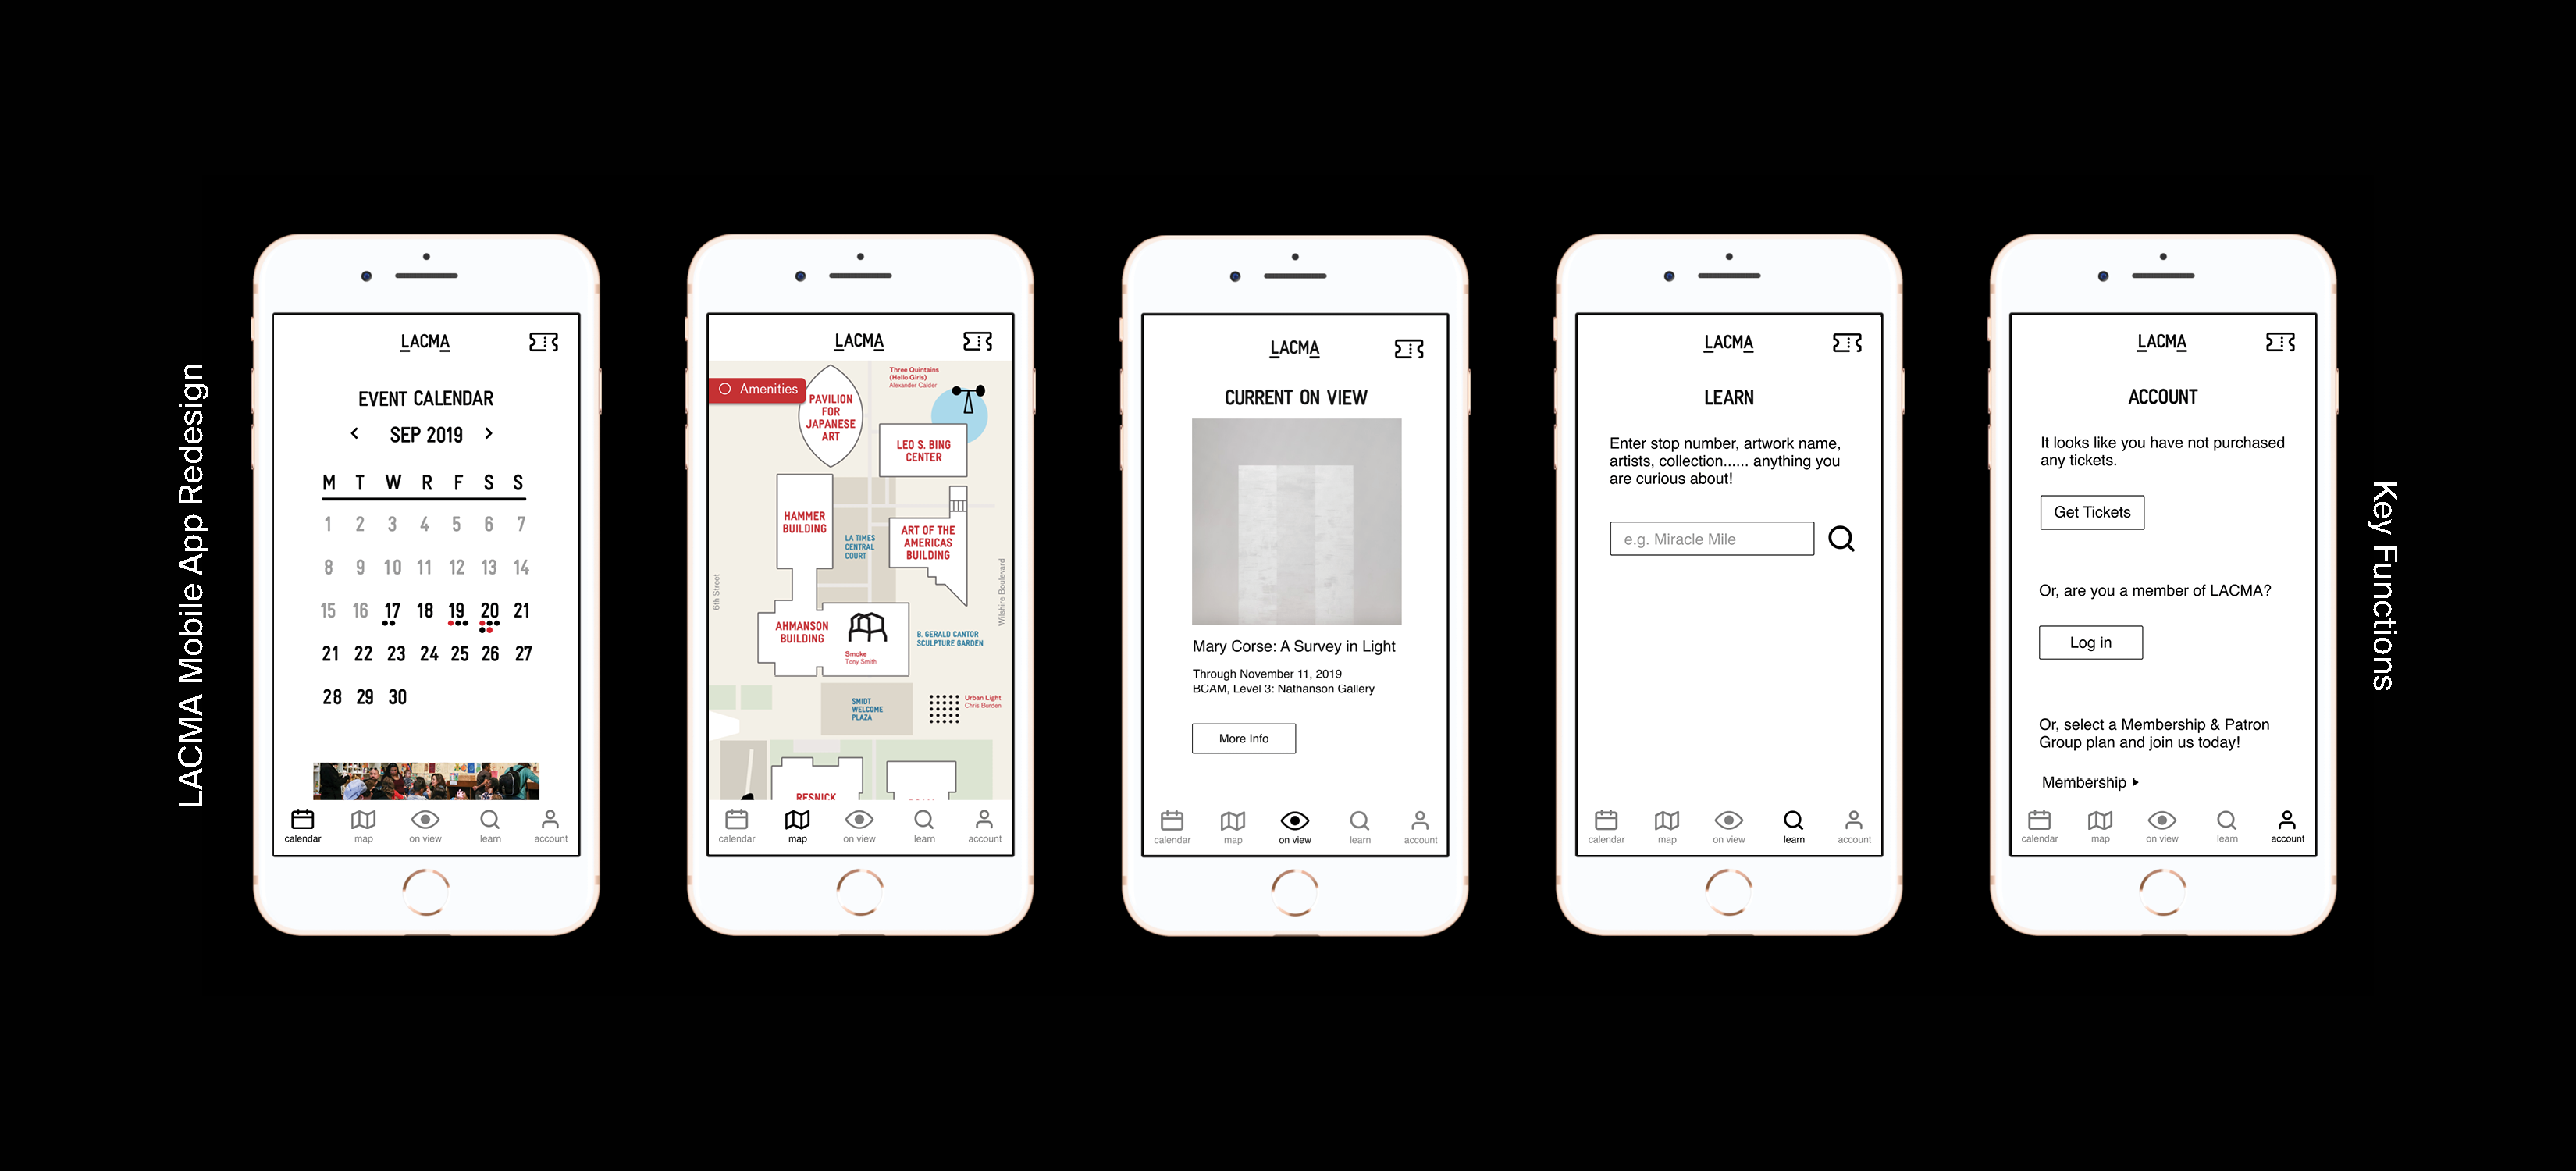 LACMA Mobile App Redesign
LACMA
EVENT CALENDAR
< SEP 2019 >
M T W R F S S
1 2 3 4 5 6 7
8 9 10 11 12 13 14
15 16 17 18 19 20 21
21 22 23 24 25 26 27
28 29 30
calendar map on view learn account
LACMA
Amenities
Three Quintains
(Hello Girls)
Alexander Calder
PAVILION
FOR
JAPANESE
ART
LEO S. BING
CENTER
HAMMER
BUILDING
LA TIMES
CENTRAL
COURT
ART OF THE
AMERICAS
BUILDING
6th Street
Wilshire Boulevard
AHMANSON
BUILDING
Smoke
Tony Smith
B. GERALD CANTOR
SCULPTURE GARDEN
SMIDT
WELCOME
PLAZA
Urban Light
Chris Burden
RESNICK
calendar map on view learn account
LACMA
CURRENT ON VIEW
Mary Corse: A Survey in Light
Through November 11, 2019
BCAM, Level 3: Nathanson Gallery
More Info
calendar map on view learn account
LACMA
LEARN
Enter stop number, artwork name,
artists, collection...... anything you
are curious about!
e.g. Miracle Mile
calendar map on view learn account
LACMA
ACCOUNT
It looks like you have not purchased
any tickets.
Get Tickets
Or, are you a member of LACMA?
Log in
Or, select a Membership & Patron
Group plan and join us today!
Membership
calendar map on view learn account
Key Functions